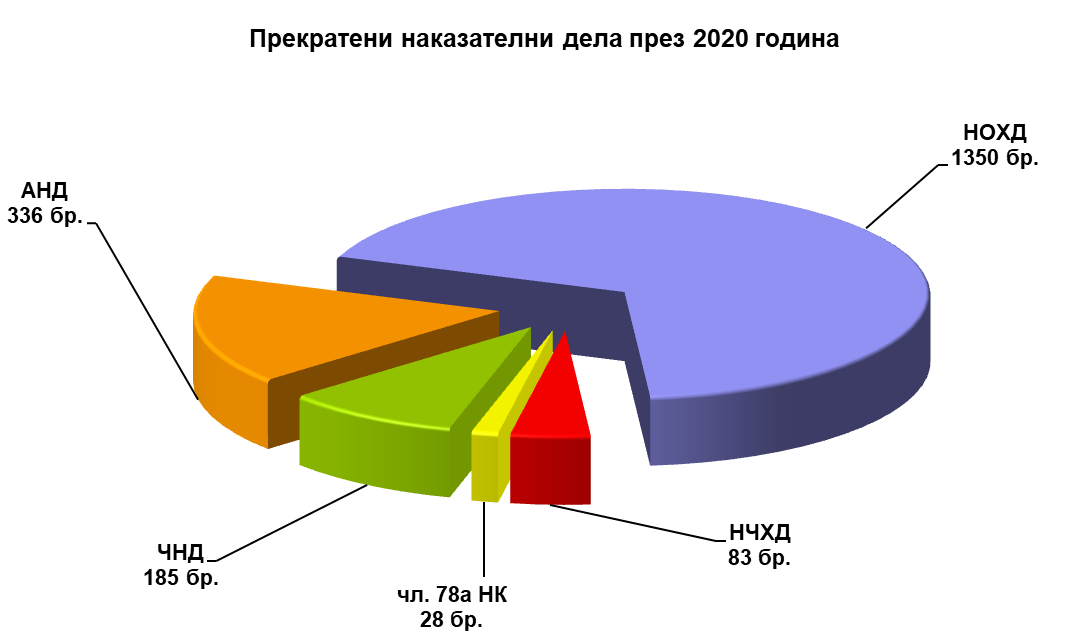 Прекратени наказателни дела през 2020 година
НОХД
1350 бр.
АНД
336 бр.
НЧХД
83 бр.
ЧНД
185 бр.
чл. 78а НК
28 бр.